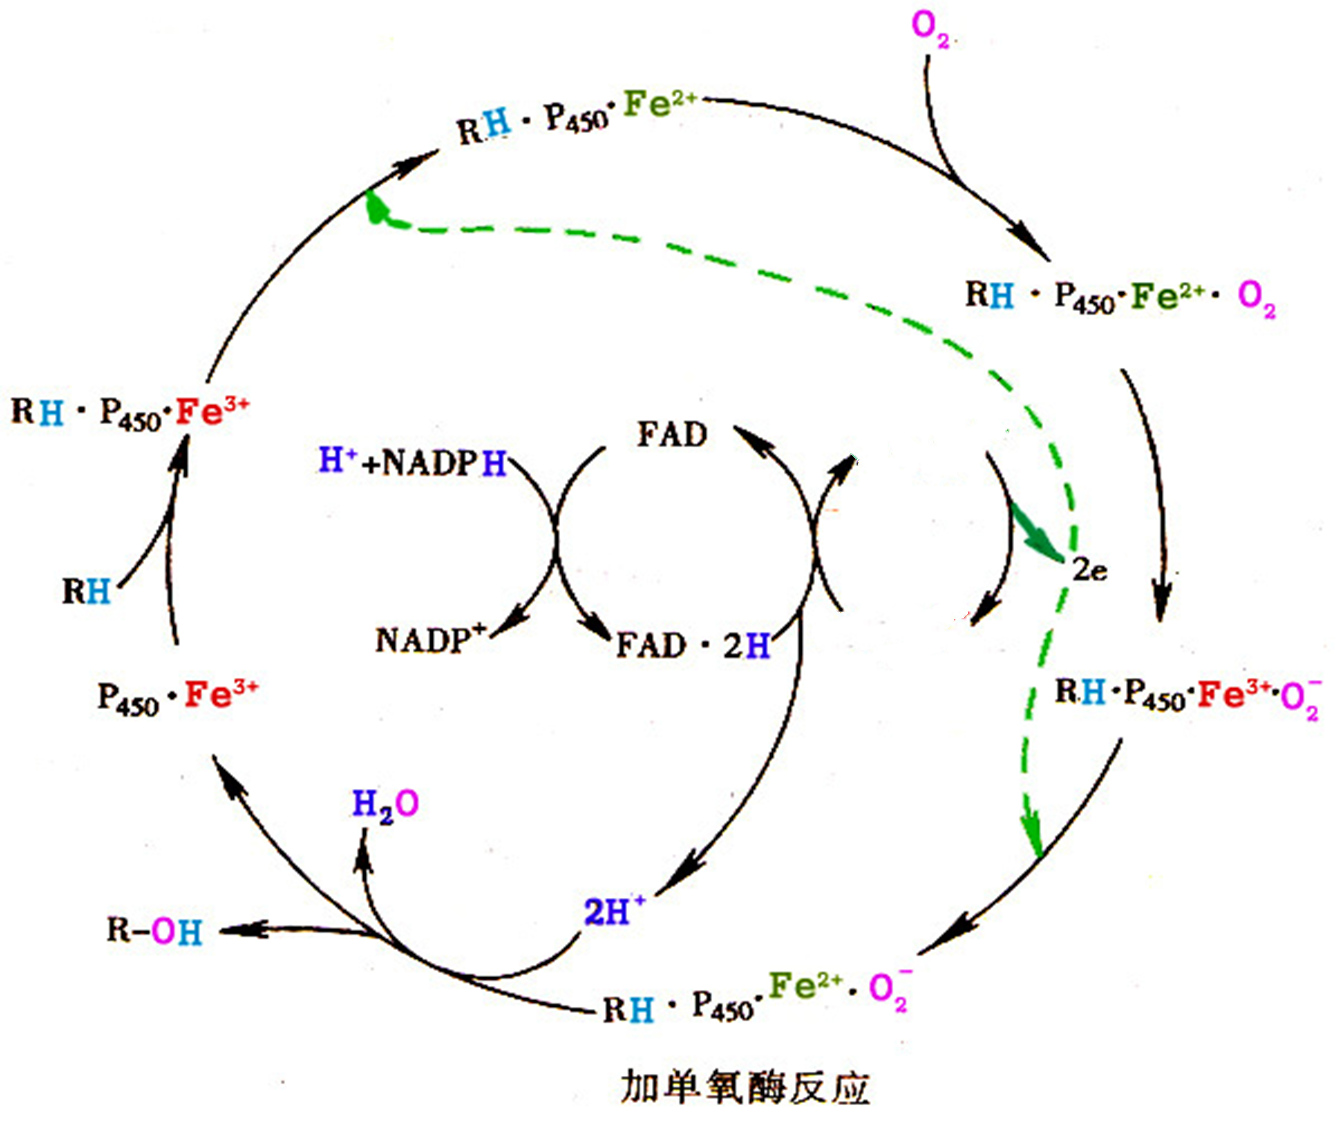 O₂
RH · P₄₅₀· Fe²⁺
RH · P₄₅₀·Fe²⁺· O₂
RH · P₄₅₀·Fe³⁺
FAD
H⁺+NADPH
2e
RH
NADP⁺
FAD · 2H
P₄₅₀·Fe³⁺
RH·P₄₅₀·Fe³⁺·O₂⁻
H₂O
2H⁺
R-OH
RH · P₄₅₀·Fe²⁺·O₂⁻
加单氧酶反应